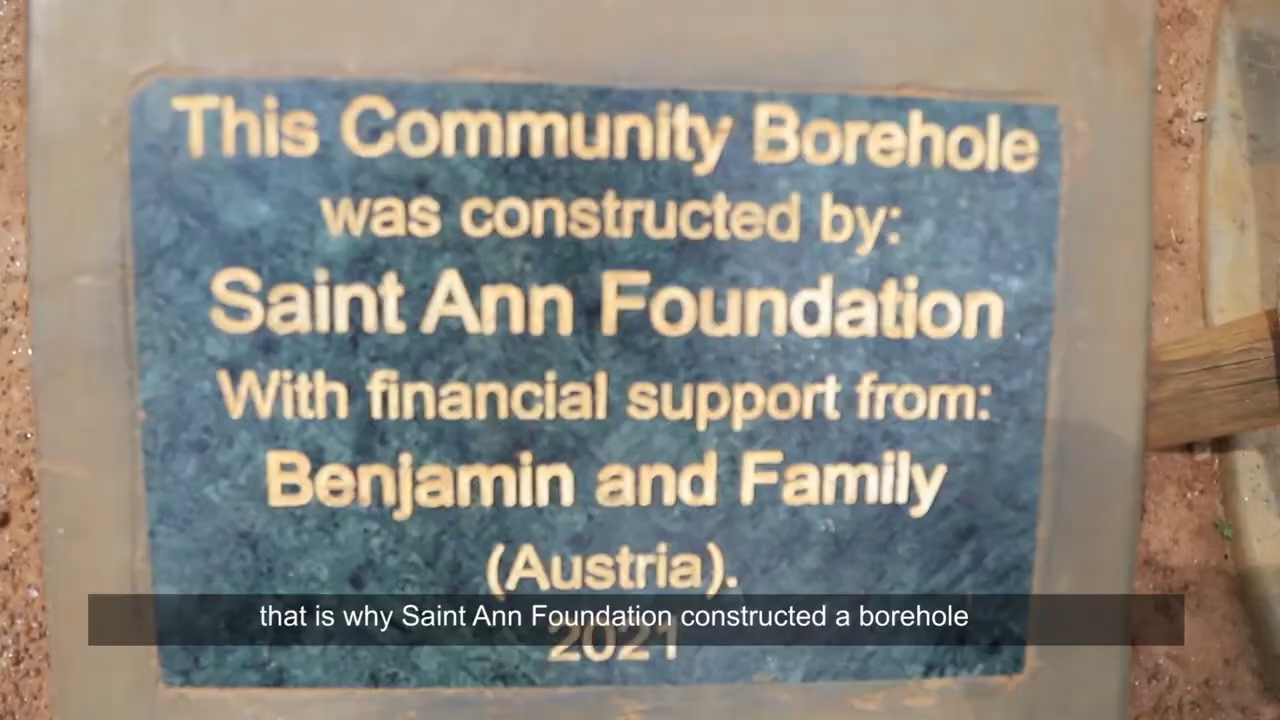 This Community Borehole
was constructed by:
Saint Ann Foundation
With financial support from:
Benjamin and Family
(Austria).
that is why Saint Ann Foundation constructed a borehole
2021